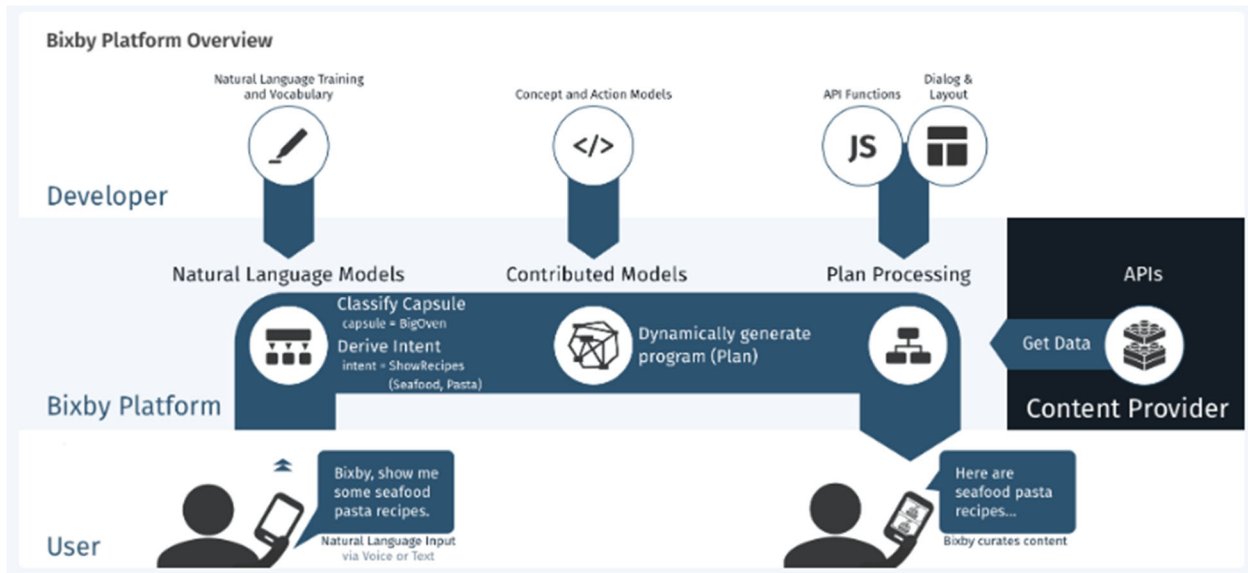 Bixby Platform Overview
Natural Language Training
and Vocabulary
Concept and Action Models
API Functions
Dialog &
Layout
</>
JS
Developer
Natural Language Models
Contributed Models
Plan Processing
APIs
Classify Capsule
capsule = BigOven
Derive Intent
intent = ShowRecipes
(Seafood, Pasta)
Dynamically generate
program (Plan)
Get Data
Bixby Platform
Content Provider
Bixby, show me
some seafood
pasta recipes.
Here are
seafood pasta
recipes...
User
Natural Language Input
via Voice or Text
Bixby curates content